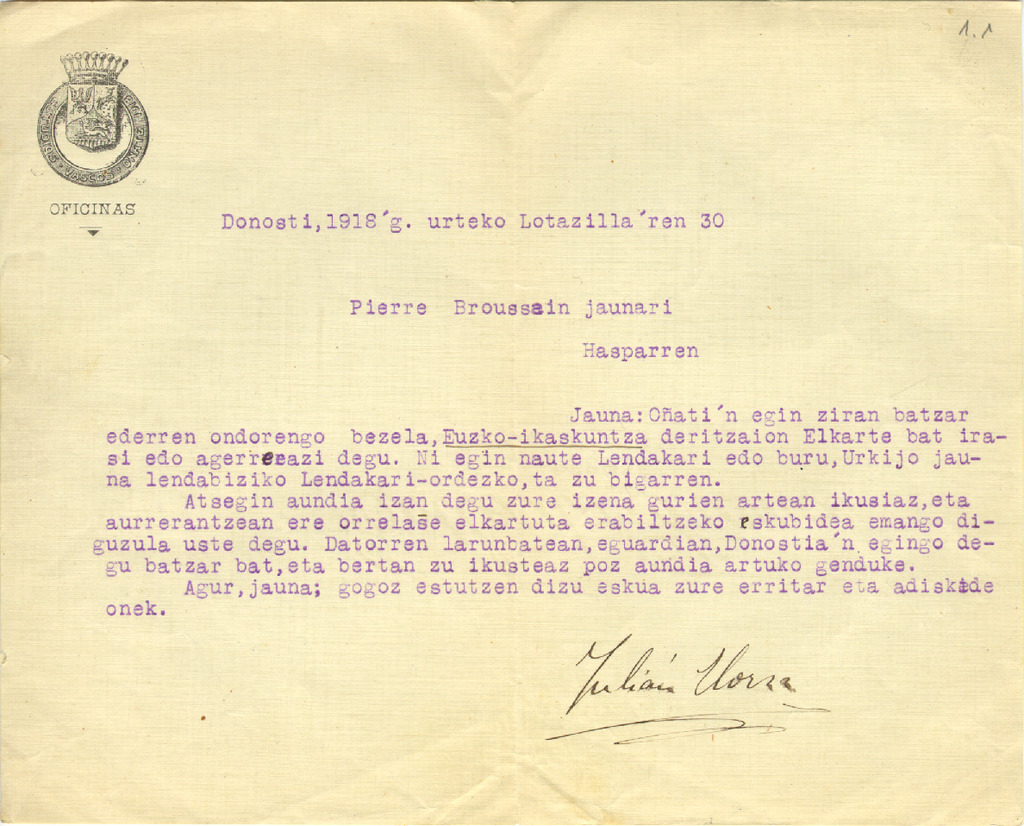 1.1
VASCOS
OFICINAS
Donosti,1918´g. urteko Lotazilla´ren 30
Pierre Broussain jaunari
Hasparren
Jauna:Oñati´n egin ziran batzar
ederren ondorengo bezela,Euzko-ikaskuntza deritzaion Elkarte bat ira-
si edo agerrerazi degu. Ni egin naute Lendakari edo buru,Urkijo jau-
na lendabiziko Lendakari-ordezko,ta zu bigarren.
Atsegin aundia izan degu zure izena gurien artean ikusiaz,eta
aurrerantzean ere orrelaše elkartuta erabiltzeko eskubidea emango di-
guzula uste degu. Datorren larunbatean,eguardian,Donostia´n egingo de-
gu batzar bat,eta bertan zu ikusteaz poz aundia artuko genduke.
Agur,jauna; gogoz estutzen dizu eskua zure erritar eta adiskide
onek.
Julián Elorza